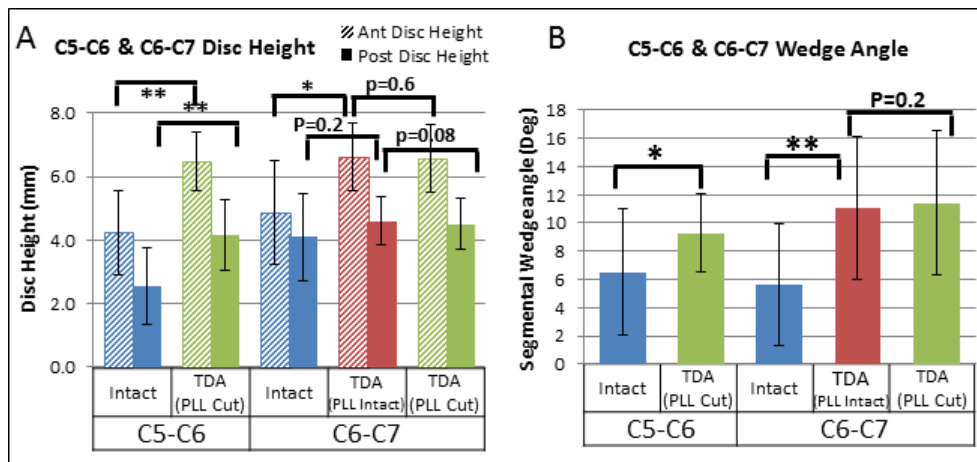 A
C5-C6 & C6-C7 Disc Height
Ant Disc Height
Post Disc Height
**
**
*
p=0.6
P=0.2
p=0.08
Disc Height (mm)
8.0
6.0
4.0
2.0
0.0
Intact
TDA
(PLL Cut)
Intact
TDA
(PLL Intact)
TDA
(PLL Cut)
C5-C6
C6-C7
B
C5-C6 & C6-C7 Wedge Angle
P=0.2
*
**
Segmental Wedgeangle (Deg)
18
16
14
12
10
8
6
4
2
0
Intact
TDA
(PLL Cut)
Intact
TDA
(PLL Intact)
TDA
(PLL Cut)
C5-C6
C6-C7